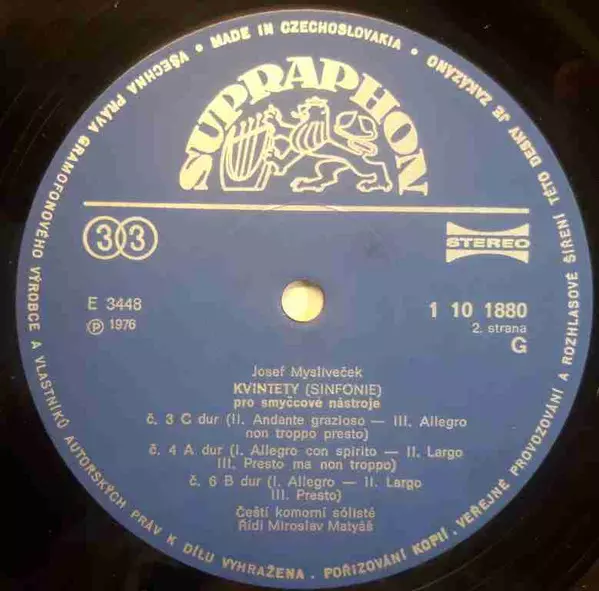 VŠECHNA PRÁVA GRAMOFONOVÉHO VÝROBCE A VLASTNÍKŮ AUTORSKÝCH PRÁV K DÍLU VYHRAŽENA . POŘIZOVÁNÍ KOPIÍ, VEŘEJNÉ PROVOZOVÁNÍ A ROZHLASOVÉ ŠÍŘENÍ TÉTO DESKY JE ZAKÁZÁNO • MADE IN CZECHOSLOVAKIA •
SUPRAPHON
33
STEREO
E 3448
1 10 1880
℗ 1976
2. strana
G
Josef Mysliveček
KVINTETY (SINFONIE)
pro smyčcové nástroje
č. 3 C dur (II. Andante grazioso — III. Allegro
non troppo presto)
č. 4 A dur (I. Allegro con spirito — II. Largo
III. Presto ma non troppo)
č. 6 B dur (I. Allegro — II. Largo
III. Presto)
Čeští komorní sólisté
Řídí Miroslav Matyáš